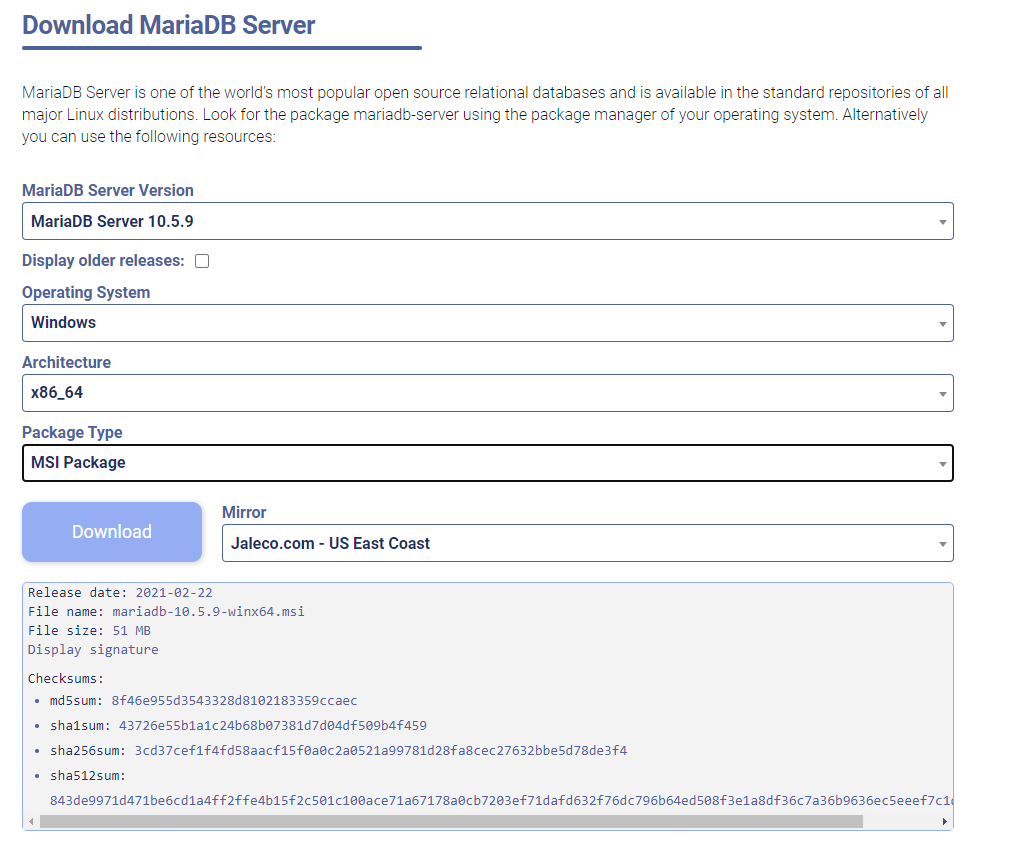 Download MariaDB Server
MariaDB Server is one of the world's most popular open source relational databases and is available in the standard repositories of all
major Linux distributions. Look for the package mariadb-server using the package manager of your operating system. Alternatively
you can use the following resources:
MariaDB Server Version
MariaDB Server 10.5.9
Display older releases:
Operating System
Windows
Architecture
x86_64
Package Type
MSI Package
Download
Mirror
Jaleco.com - US East Coast
Release date: 2021-02-22
File name: mariadb-10.5.9-winx64.msi
File size: 51 MB
Display signature
Checksums:
• md5sum: 8f46e955d3543328d8102183359ccaec
• sha1sum: 43726e55b1a1c24b68b07381d7d04df509b4f459
• sha256sum: 3cd37cef1f4fd58aacf15f0a0c2a0521a99781d28fa8cec27632bbe5d78de3f4
• sha512sum:
843de9971d471be6cd1a4ff2ffe4b15f2c501c100ace71a67178a0cb7203ef71dafd632f76dc796b64ed508f3e1a8df36c7a36b9636ec5eeef7c1